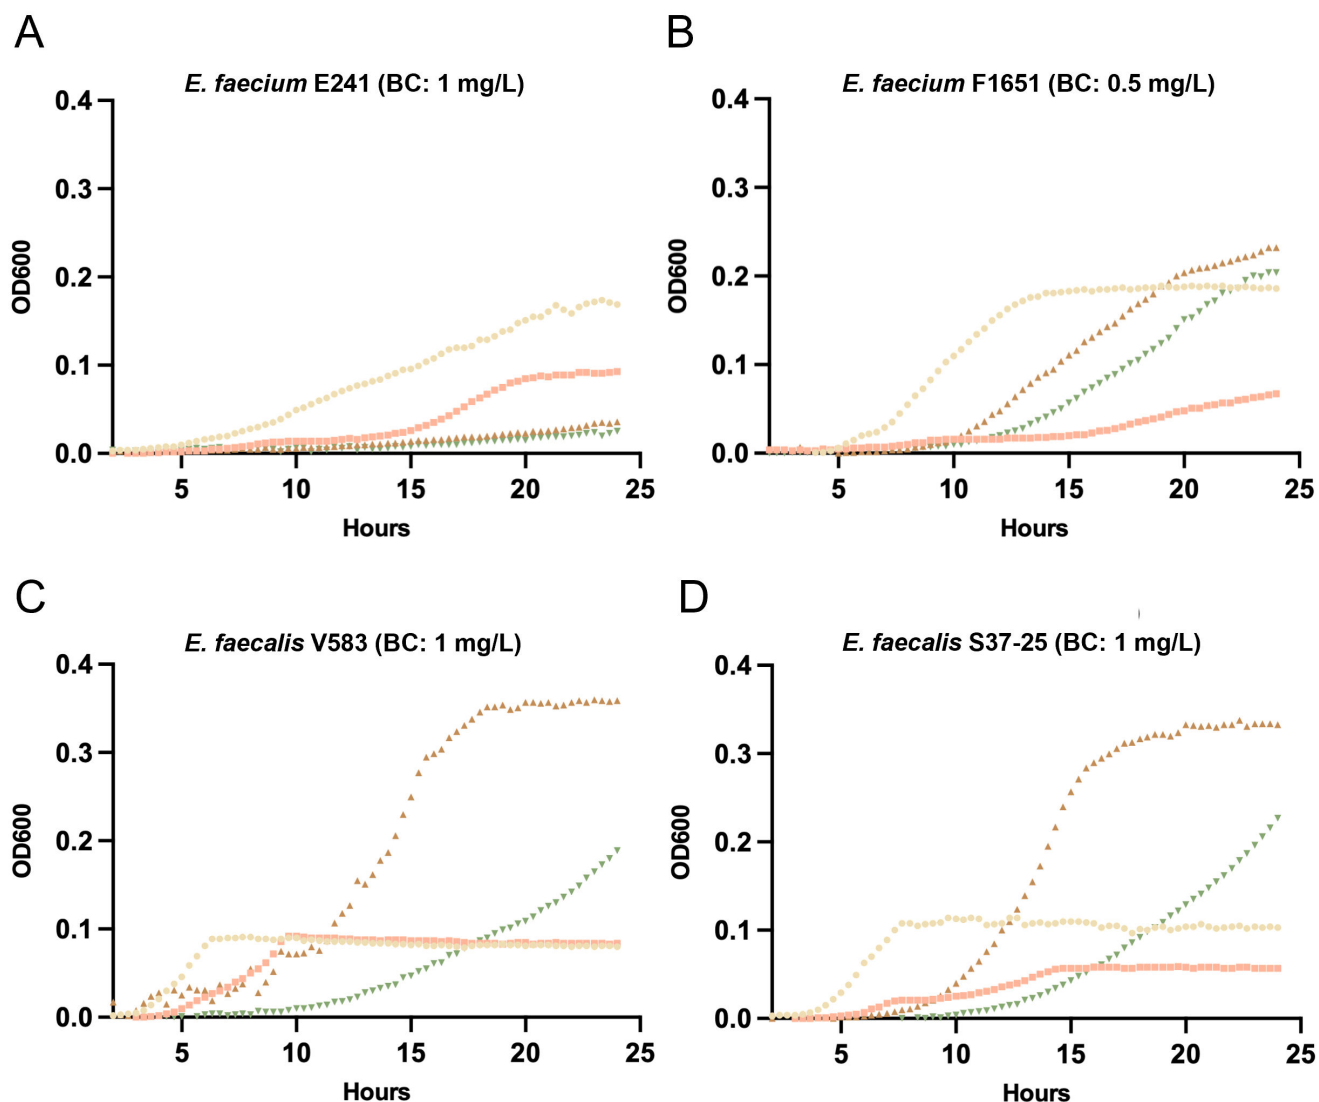 A
E. faecium E241 (BC: 1 mg/L)
0.4
0.3
0.2
0.1
0.0
OD600
5 10 15 20 25
Hours
B
E. faecium F1651 (BC: 0.5 mg/L)
0.4
0.3
0.2
0.1
0.0
OD600
5 10 15 20 25
Hours
C
E. faecalis V583 (BC: 1 mg/L)
0.4
0.3
0.2
0.1
0.0
OD600
5 10 15 20 25
Hours
D
E. faecalis S37-25 (BC: 1 mg/L)
0.4
0.3
0.2
0.1
0.0
OD600
5 10 15 20 25
Hours